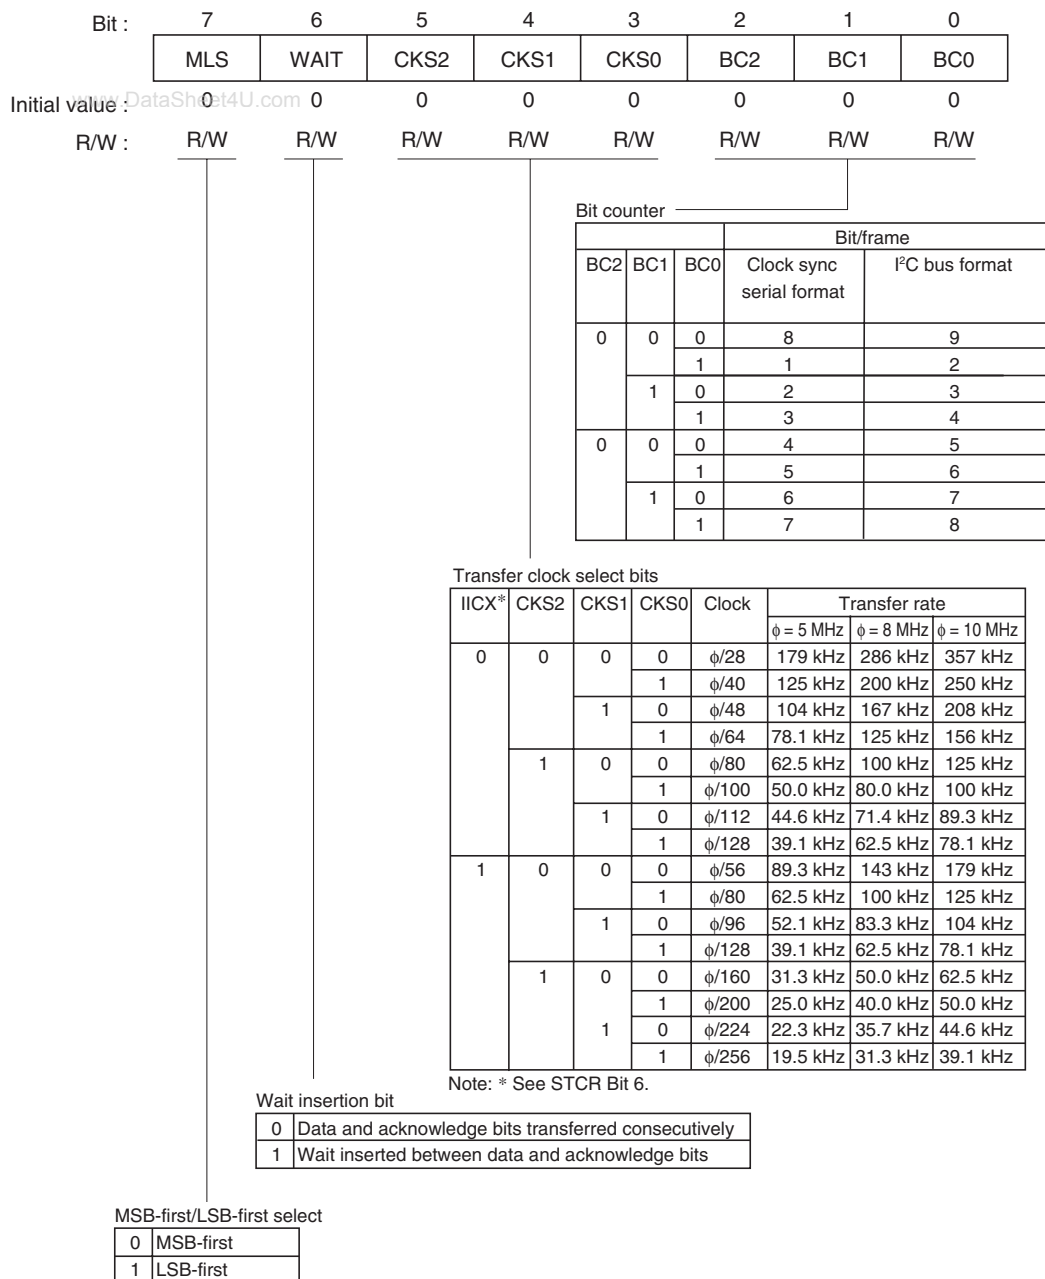 Bit : 7 6 5 4 3 2 1 0
MLS WAIT CKS2 CKS1 CKS0 BC2 BC1 BC0
www.DataSheet4U.com
Initial value : 0 0 0 0 0 0 0 0
R/W : R/W R/W R/W R/W R/W R/W R/W R/W
Bit counter
Bit/frame
BC2 BC1 BC0 Clock sync I²C bus format
serial format
0 0 0 8 9
1 1 2
1 0 2 3
1 3 4
0 0 0 4 5
1 5 6
1 0 6 7
1 7 8
Transfer clock select bits
IICX* CKS2 CKS1 CKS0 Clock Transfer rate
ϕ = 5 MHz ϕ = 8 MHz ϕ = 10 MHz
0 0 0 0 ϕ/28 179 kHz 286 kHz 357 kHz
1 ϕ/40 125 kHz 200 kHz 250 kHz
1 0 ϕ/48 104 kHz 167 kHz 208 kHz
1 ϕ/64 78.1 kHz 125 kHz 156 kHz
1 0 0 ϕ/80 62.5 kHz 100 kHz 125 kHz
1 ϕ/100 50.0 kHz 80.0 kHz 100 kHz
1 0 ϕ/112 44.6 kHz 71.4 kHz 89.3 kHz
1 ϕ/128 39.1 kHz 62.5 kHz 78.1 kHz
1 0 0 0 ϕ/56 89.3 kHz 143 kHz 179 kHz
1 ϕ/80 62.5 kHz 100 kHz 125 kHz
1 0 ϕ/96 52.1 kHz 83.3 kHz 104 kHz
1 ϕ/128 39.1 kHz 62.5 kHz 78.1 kHz
1 0 0 ϕ/160 31.3 kHz 50.0 kHz 62.5 kHz
1 ϕ/200 25.0 kHz 40.0 kHz 50.0 kHz
1 0 ϕ/224 22.3 kHz 35.7 kHz 44.6 kHz
1 ϕ/256 19.5 kHz 31.3 kHz 39.1 kHz
Note: * See STCR Bit 6.
Wait insertion bit
0 Data and acknowledge bits transferred consecutively
1 Wait inserted between data and acknowledge bits
MSB-first/LSB-first select
0 MSB-first
1 LSB-first